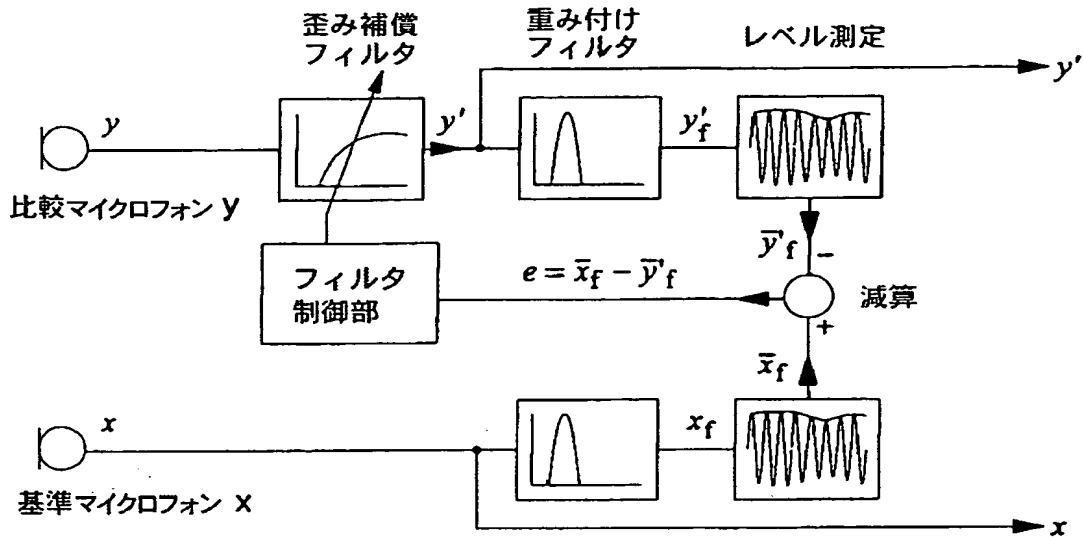 歪み補償
フィルタ
重み付け
フィルタ
レベル測定
y'
y
y'
y'f
比較マイクロフォン y
フィルタ
制御部
e = x̄f − ȳ'f
ȳ'f
−
減算
+
x̄f
x
xf
基準マイクロフォン x
x